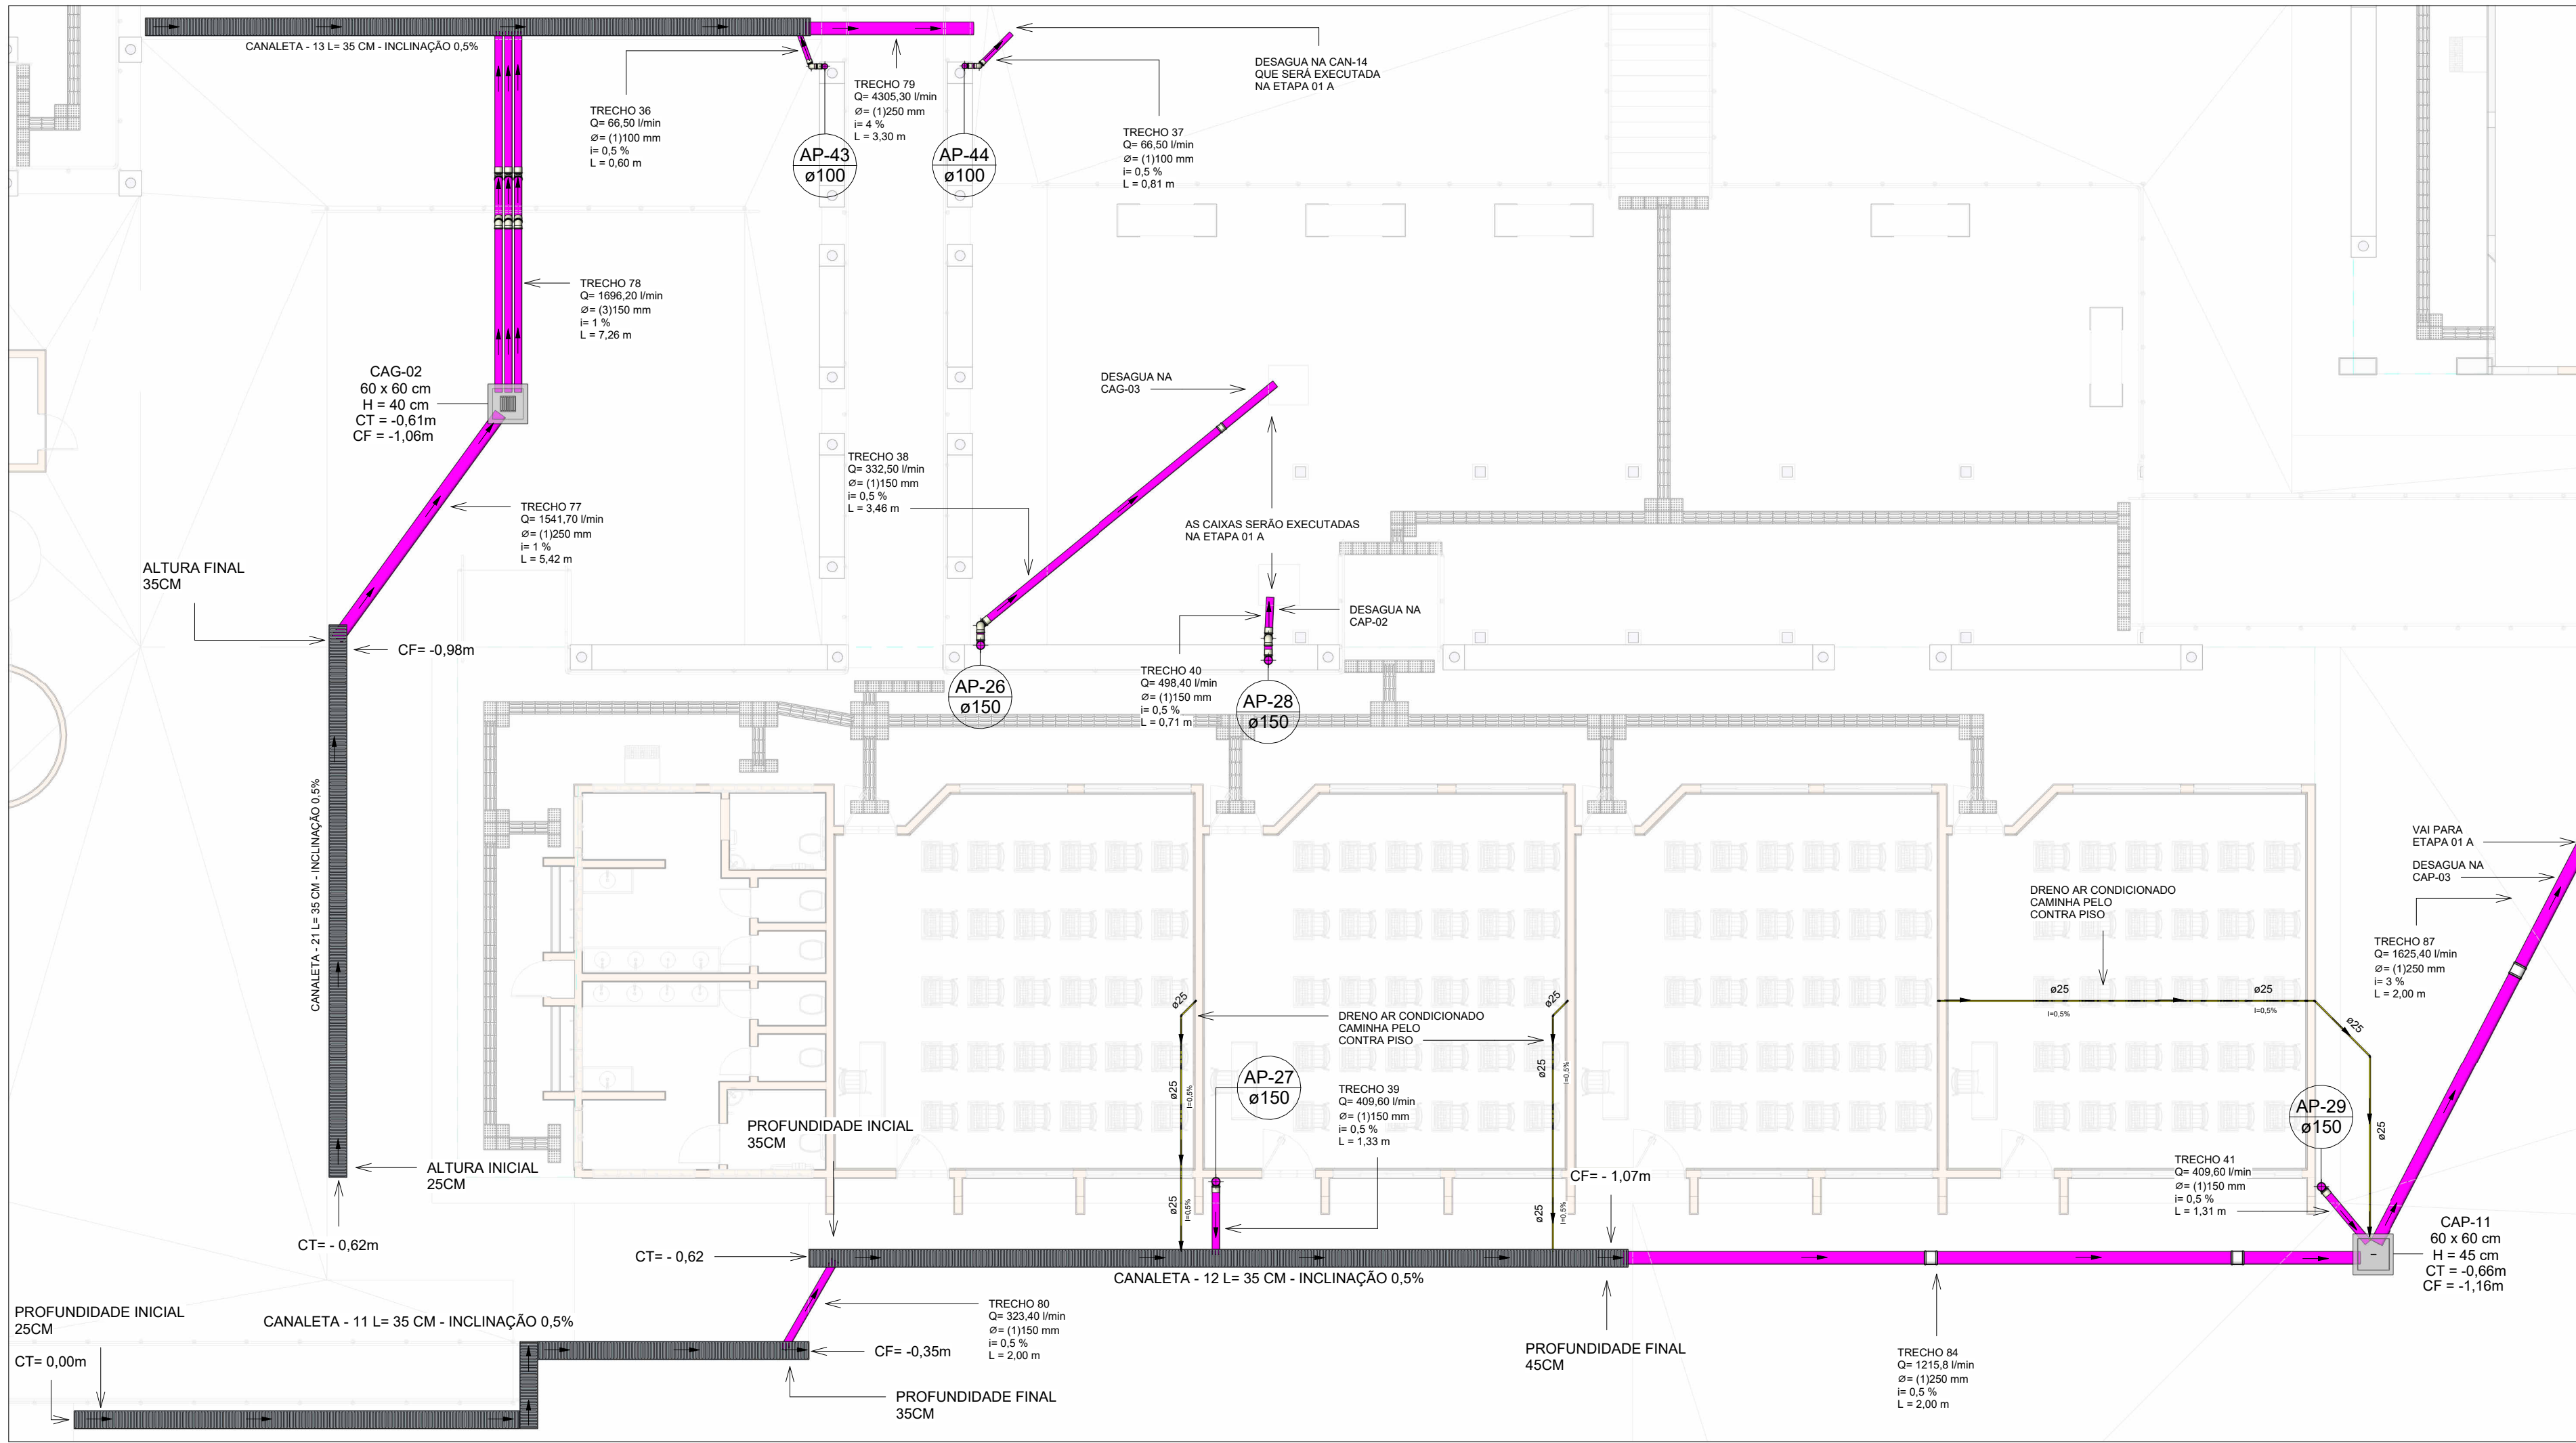 CANALETA - 13 L= 35 CM - INCLINAÇÃO 0,5%
TRECHO 36
Q= 66,50 l/min
⌀= (1)100 mm
i= 0,5 %
L = 0,60 m
TRECHO 79
Q= 4305,30 l/min
⌀= (1)250 mm
i= 4 %
L = 3,30 m
AP-43
ø100
AP-44
ø100
DESAGUA NA CAN-14
QUE SERÁ EXECUTADA
NA ETAPA 01 A
TRECHO 37
Q= 66,50 l/min
⌀= (1)100 mm
i= 0,5 %
L = 0,81 m
TRECHO 78
Q= 1696,20 l/min
⌀= (3)150 mm
i= 1 %
L = 7,26 m
CAG-02
60 x 60 cm
H = 40 cm
CT = -0,61m
CF = -1,06m
DESAGUA NA
CAG-03
TRECHO 38
Q= 332,50 l/min
⌀= (1)150 mm
i= 0,5 %
L = 3,46 m
TRECHO 77
Q= 1541,70 l/min
⌀= (1)250 mm
i= 1 %
L = 5,42 m
AS CAIXAS SERÃO EXECUTADAS
NA ETAPA 01 A
ALTURA FINAL
35CM
CF= -0,98m
DESAGUA NA
CAP-02
TRECHO 40
Q= 498,40 l/min
⌀= (1)150 mm
i= 0,5 %
L = 0,71 m
AP-26
ø150
AP-28
ø150
CANALETA - 21 L= 35 CM - INCLINAÇÃO 0,5%
VAI PARA
ETAPA 01 A
DESAGUA NA
CAP-03
DRENO AR CONDICIONADO
CAMINHA PELO
CONTRA PISO
TRECHO 87
Q= 1625,40 l/min
⌀= (1)250 mm
i= 3 %
L = 2,00 m
ø25
ø25
ø25
I=0,5%
ø25
I=0,5%
ø25
DRENO AR CONDICIONADO
CAMINHA PELO
CONTRA PISO
ø25
I=0,5%
ø25
I=0,5%
AP-27
ø150
TRECHO 39
Q= 409,60 l/min
⌀= (1)150 mm
i= 0,5 %
L = 1,33 m
AP-29
ø150
ø25
PROFUNDIDADE INCIAL
35CM
ALTURA INICIAL
25CM
CF= - 1,07m
TRECHO 41
Q= 409,60 l/min
⌀= (1)150 mm
i= 0,5 %
L = 1,31 m
ø25
I=0,5%
ø25
I=0,5%
CT= - 0,62m
CT= - 0,62
CAP-11
60 x 60 cm
H = 45 cm
CT = -0,66m
CF = -1,16m
CANALETA - 12 L= 35 CM - INCLINAÇÃO 0,5%
PROFUNDIDADE INICIAL
25CM
CANALETA - 11 L= 35 CM - INCLINAÇÃO 0,5%
TRECHO 80
Q= 323,40 l/min
⌀= (1)150 mm
i= 0,5 %
L = 2,00 m
CT= 0,00m
CF= -0,35m
PROFUNDIDADE FINAL
45CM
TRECHO 84
Q= 1215,8 l/min
⌀= (1)250 mm
i= 0,5 %
L = 2,00 m
PROFUNDIDADE FINAL
35CM